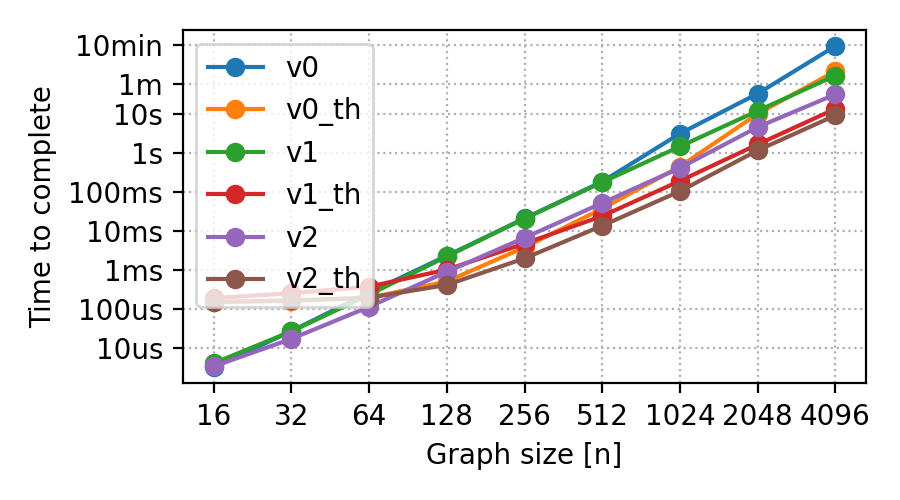 Time to complete
10min
1m
10s
1s
100ms
10ms
1ms
100us
10us
v0
v0_th
v1
v1_th
v2
v2_th
16 32 64 128 256 512 1024 2048 4096
Graph size [n]